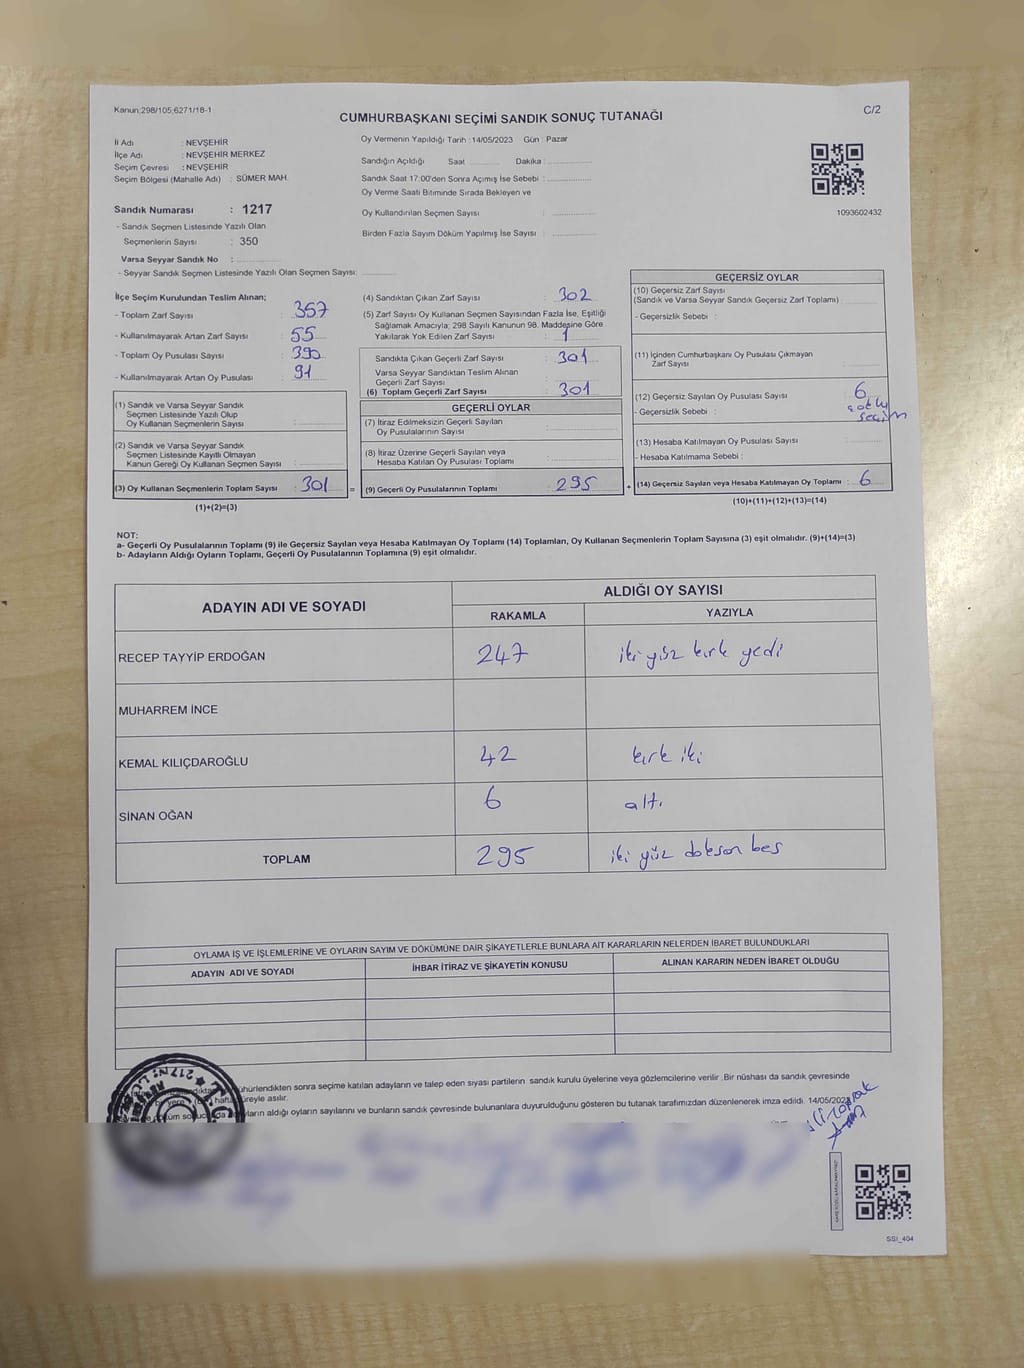 Kanun:298/105;6271/18-1
C/2
CUMHURBAŞKANI SEÇİMİ SANDIK SONUÇ TUTANAĞI
İl Adı : NEVŞEHİR
İlçe Adı : NEVŞEHİR MERKEZ
Seçim Çevresi : NEVŞEHİR
Seçim Bölgesi (Mahalle Adı) : SÜMER MAH.
Sandık Numarası : 1217
- Sandık Seçmen Listesinde Yazılı Olan
Seçmenlerin Sayısı : 350
Varsa Seyyar Sandık No :
- Seyyar Sandık Seçmen Listesinde Yazılı Olan Seçmen Sayısı:
Oy Vermenin Yapıldığı Tarih :14/05/2023 Gün : Pazar
Sandığın Açıldığı Saat Dakika :
Sandık Saat 17:00'den Sonra Açımış İse Sebebi :
Oy Verme Saati Bitiminde Sırada Bekleyen ve
Oy Kullandırılan Seçmen Sayısı :
Birden Fazla Sayım Döküm Yapılmış İse Sayısı :
1093602432
İlçe Seçim Kurulundan Teslim Alınan;
- Toplam Zarf Sayısı : 357
- Kullanılmayarak Artan Zarf Sayısı : 55
- Toplam Oy Pusulası Sayısı : 390
- Kullanılmayarak Artan Oy Pusulası : 91
(1) Sandık ve Varsa Seyyar Sandık
Seçmen Listesinde Yazılı Olup
Oy Kullanan Seçmenlerin Sayısı :
(2) Sandık ve Varsa Seyyar Sandık
Seçmen Listesinde Kayıtlı Olmayan
Kanun Gereği Oy Kullanan Seçmen Sayısı :
(3) Oy Kullanan Seçmenlerin Toplam Sayısı : 301 =
(1)+(2)=(3)
(4) Sandıktan Çıkan Zarf Sayısı : 302
(5) Zarf Sayısı Oy Kullanan Seçmen Sayısından Fazla İse, Eşitliği
Sağlamak Amacıyla; 298 Sayılı Kanunun 98. Maddesine Göre
Yakılarak Yok Edilen Zarf Sayısı : 1
Sandıkta Çıkan Geçerli Zarf Sayısı : 301
Varsa Seyyar Sandıktan Teslim Alınan
Geçerli Zarf Sayısı :
(6) Toplam Geçerli Zarf Sayısı : 301
GEÇERLİ OYLAR
(7) İtiraz Edilmeksizin Geçerli Sayılan
Oy Pusulalarının Sayısı :
(8) İtiraz Üzerine Geçerli Sayılan veya
Hesaba Katılan Oy Pusulası Toplamı :
(9) Geçerli Oy Pusulalarının Toplamı : 295 +
GEÇERSİZ OYLAR
(10) Geçersiz Zarf Sayısı
(Sandık ve Varsa Seyyar Sandık Geçersiz Zarf Toplamı) :
- Geçersizlik Sebebi :
(11) İçinden Cumhurbaşkanı Oy Pusulası Çıkmayan
Zarf Sayısı :
(12) Geçersiz Sayılan Oy Pusulası Sayısı : 6
- Geçersizlik Sebebi : çoklu
seçim
(13) Hesaba Katılmayan Oy Pusulası Sayısı :
- Hesaba Katılmama Sebebi :
(14) Geçersiz Sayılan veya Hesaba Katılmayan Oy Toplamı : 6
(10)+(11)+(12)+(13)=(14)
NOT:
a- Geçerli Oy Pusulalarının Toplamı (9) ile Geçersiz Sayılan veya Hesaba Katılmayan Oy Toplamı (14) Toplamları, Oy Kullanan Seçmenlerin Toplam Sayısına (3) eşit olmalıdır. (9)+(14)=(3)
b- Adayların Aldığı Oyların Toplamı, Geçerli Oy Pusulalarının Toplamına (9) eşit olmalıdır.
ADAYIN ADI VE SOYADI
ALDIĞI OY SAYISI
RAKAMLA YAZIYLA
RECEP TAYYİP ERDOĞAN 247 iki yüz kırk yedi
MUHARREM İNCE
KEMAL KILIÇDAROĞLU 42 kırk iki
SİNAN OĞAN 6 altı
TOPLAM 295 iki yüz doksan beş
OYLAMA İŞ VE İŞLEMLERİNE VE OYLARIN SAYIM VE DÖKÜMÜNE DAİR ŞİKAYETLERLE BUNLARA AİT KARARLARIN NELERDEN İBARET BULUNDUKLARI
ADAYIN ADI VE SOYADI İHBAR İTİRAZ VE ŞİKAYETİN KONUSU ALINAN KARARIN NEDEN İBARET OLDUĞU
mühürlendikten sonra seçime katılan adayların ve talep eden siyasi partilerin sandık kurulu üyelerine veya gözlemcilerine verilir. Bir nüshası da sandık çevresinde
hafta süreyle asılır.
adayların aldığı oyların sayılarını ve bunların sandık çevresinde bulunanlara duyurulduğunu gösteren bu tutanak tarafımızdan düzenlenerek imza edildi. 14/05/2023
SSI_404